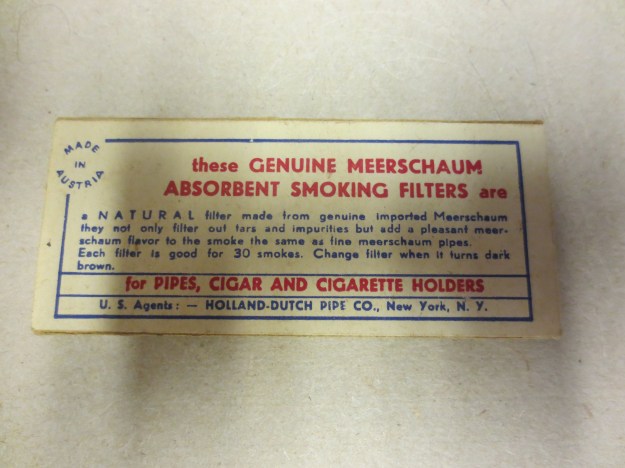 MADE
IN
AUSTRIA
these GENUINE MEERSCHAUM
ABSORBENT SMOKING FILTERS are
a NATURAL filter made from genuine imported Meerschaum
they not only filter out tars and impurities but add a pleasant meer-
schaum flavor to the smoke the same as fine meerschaum pipes.
Each filter is good for 30 smokes. Change filter when it turns dark
brown.
for PIPES, CIGAR AND CIGARETTE HOLDERS
U. S. Agents: — HOLLAND-DUTCH PIPE CO., New York, N. Y.